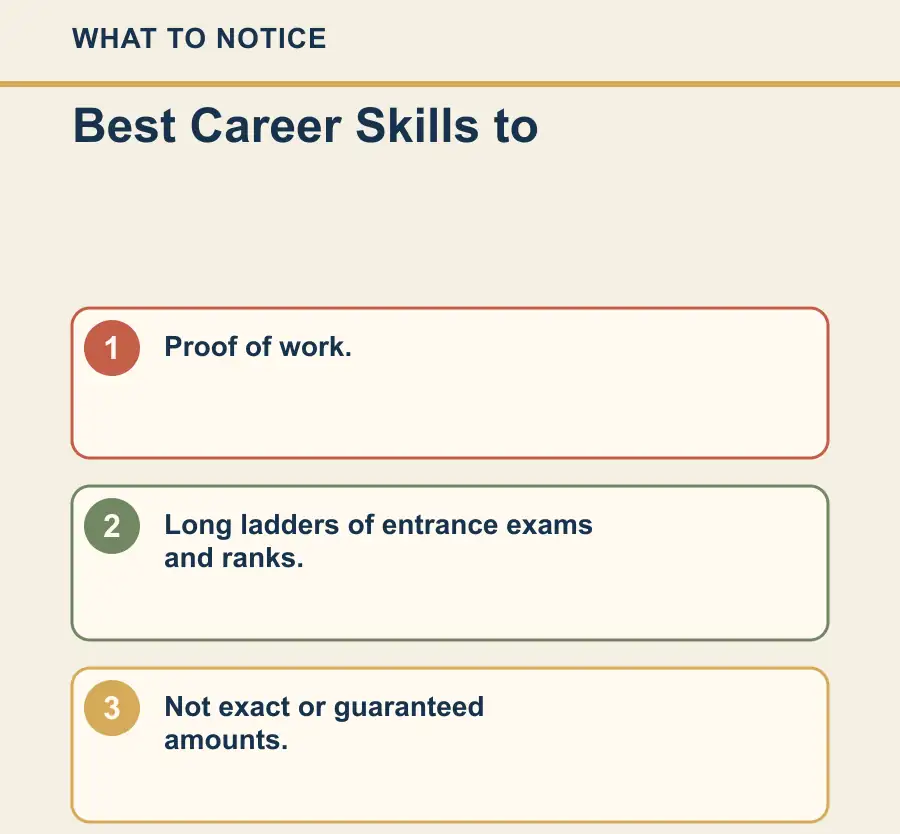 WHAT TO NOTICE
Best Career Skills to
1
Proof of work.
2
Long ladders of entrance exams
and ranks.
3
Not exact or guaranteed
amounts.